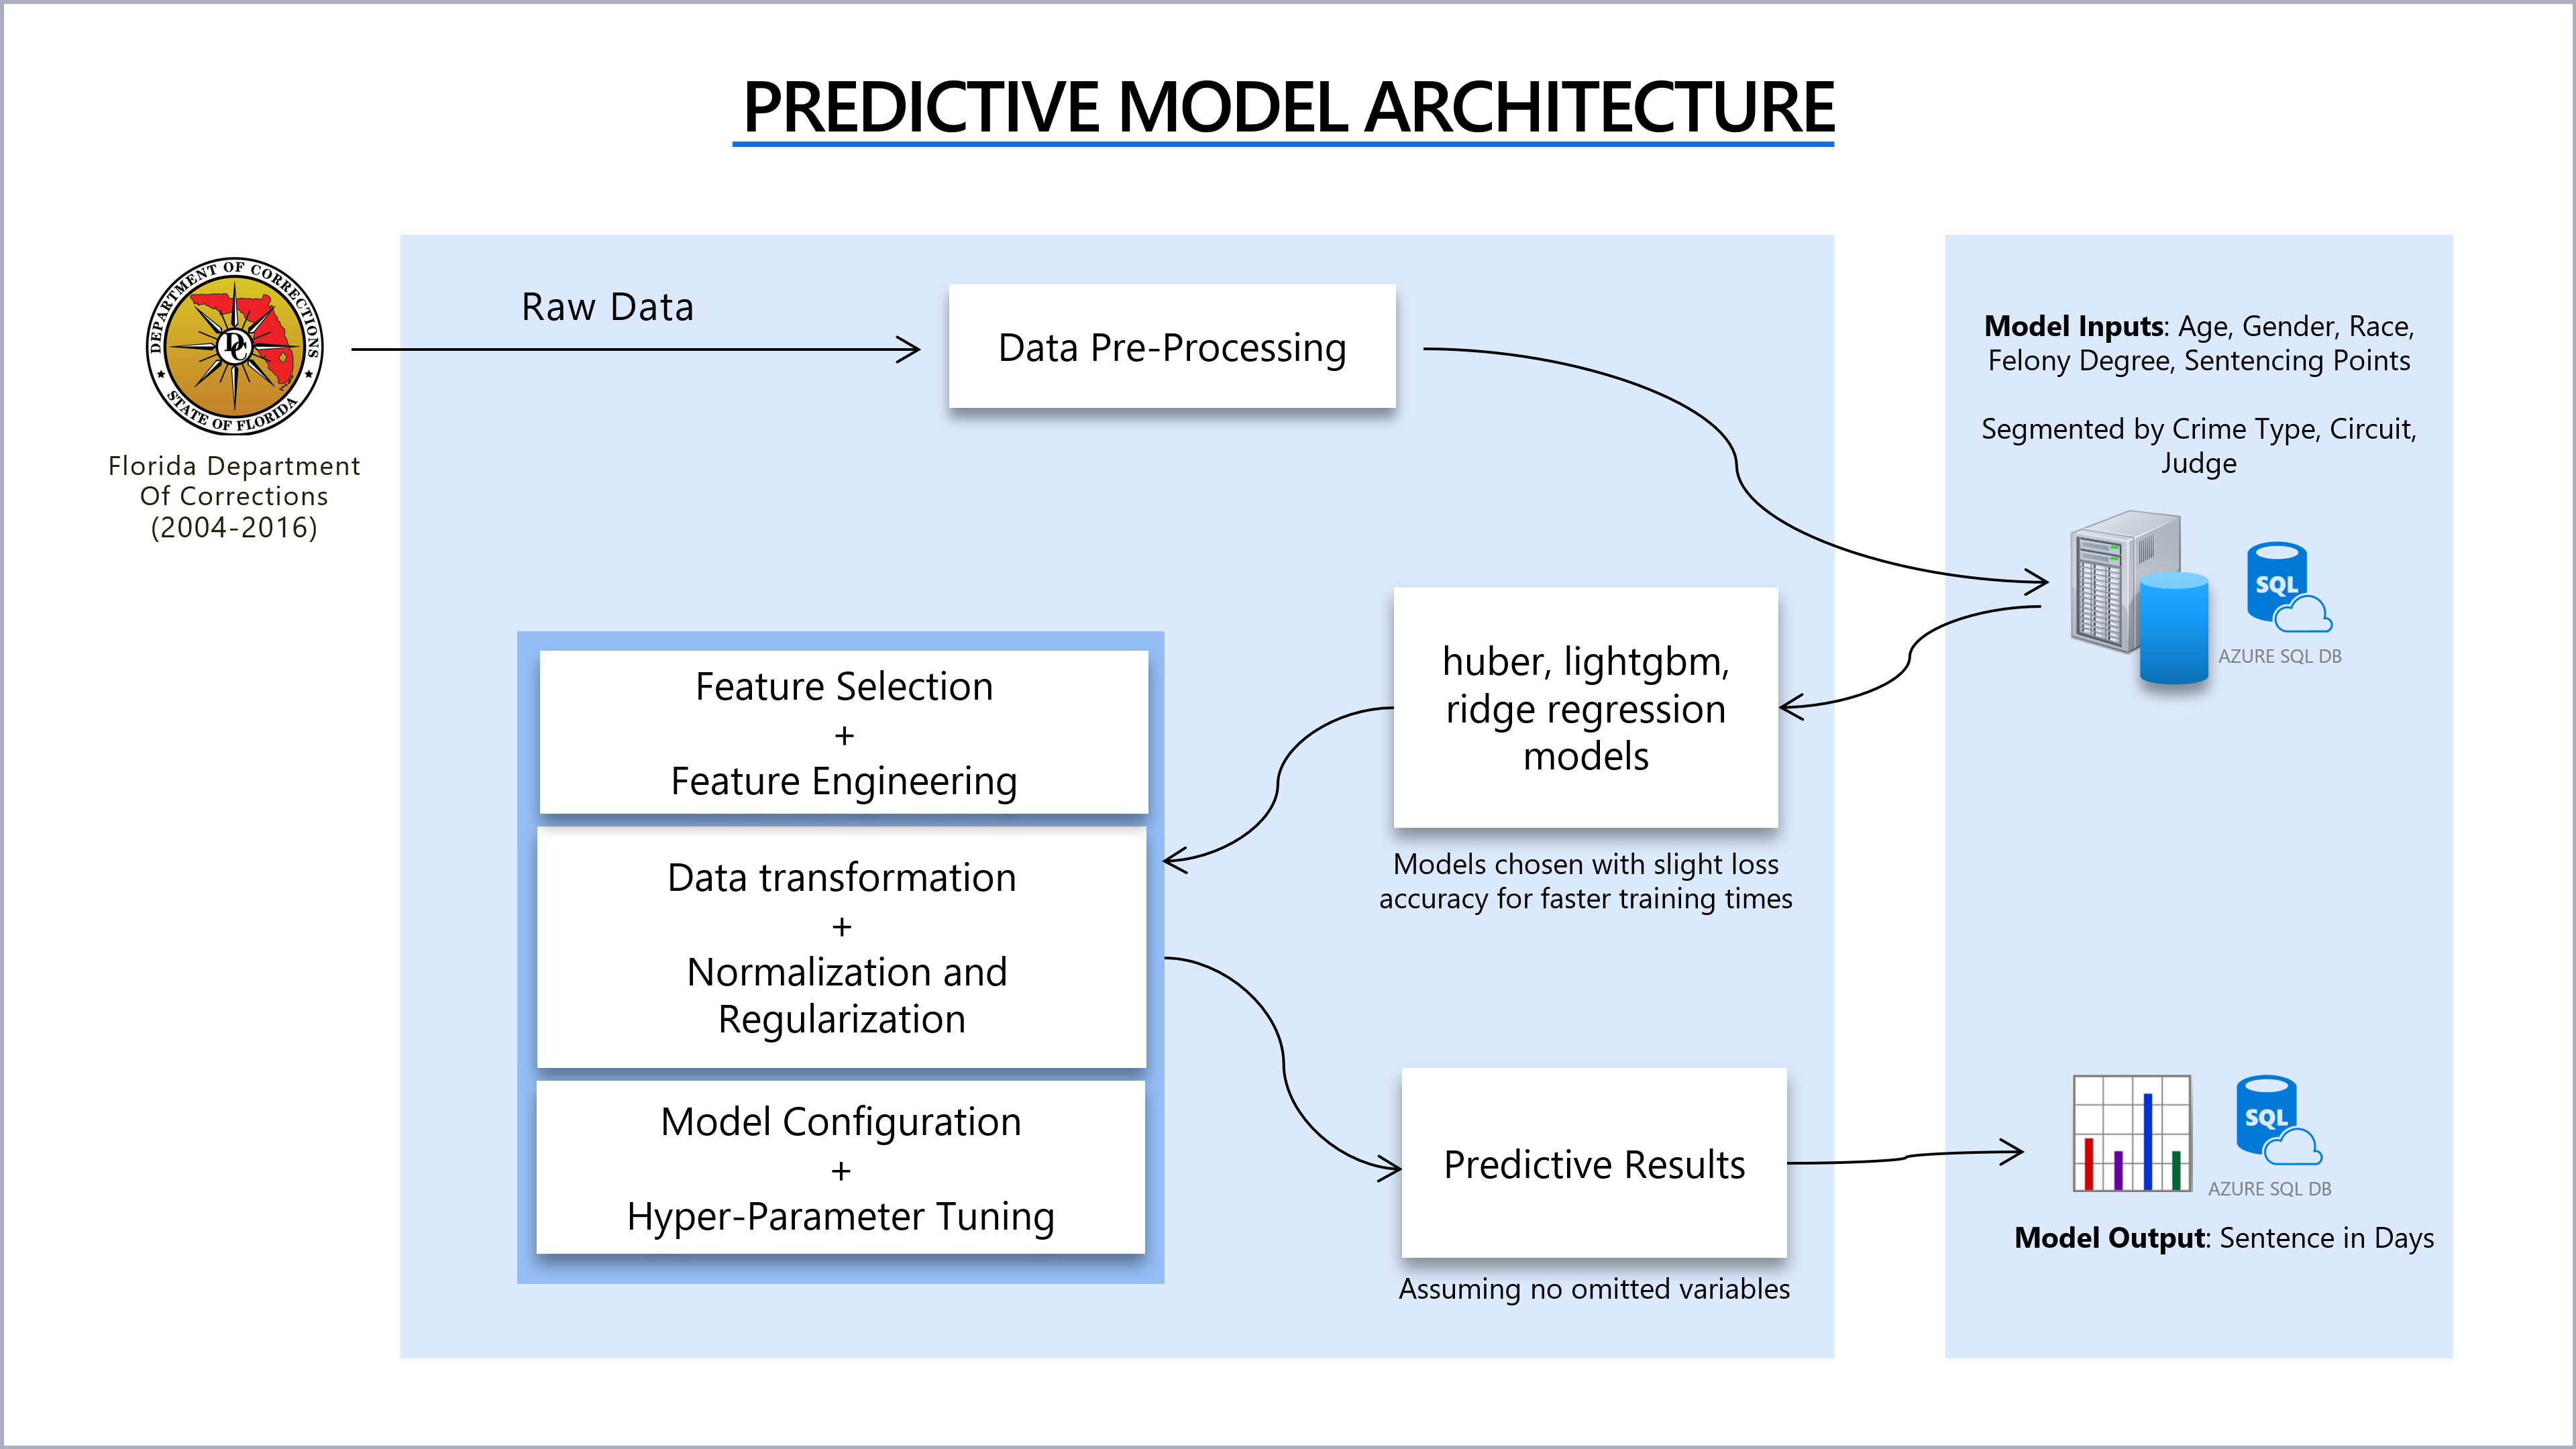 PREDICTIVE MODEL ARCHITECTURE
DEPARTMENT OF CORRECTIONS
DC
STATE OF FLORIDA
Florida Department
Of Corrections
(2004-2016)
Raw Data
Data Pre-Processing
Model Inputs: Age, Gender, Race,
Felony Degree, Sentencing Points
Segmented by Crime Type, Circuit,
Judge
SQL
AZURE SQL DB
huber, lightgbm,
ridge regression
models
Models chosen with slight loss
accuracy for faster training times
Feature Selection
+
Feature Engineering
Data transformation
+
Normalization and
Regularization
Model Configuration
+
Hyper-Parameter Tuning
Predictive Results
Assuming no omitted variables
SQL
AZURE SQL DB
Model Output: Sentence in Days